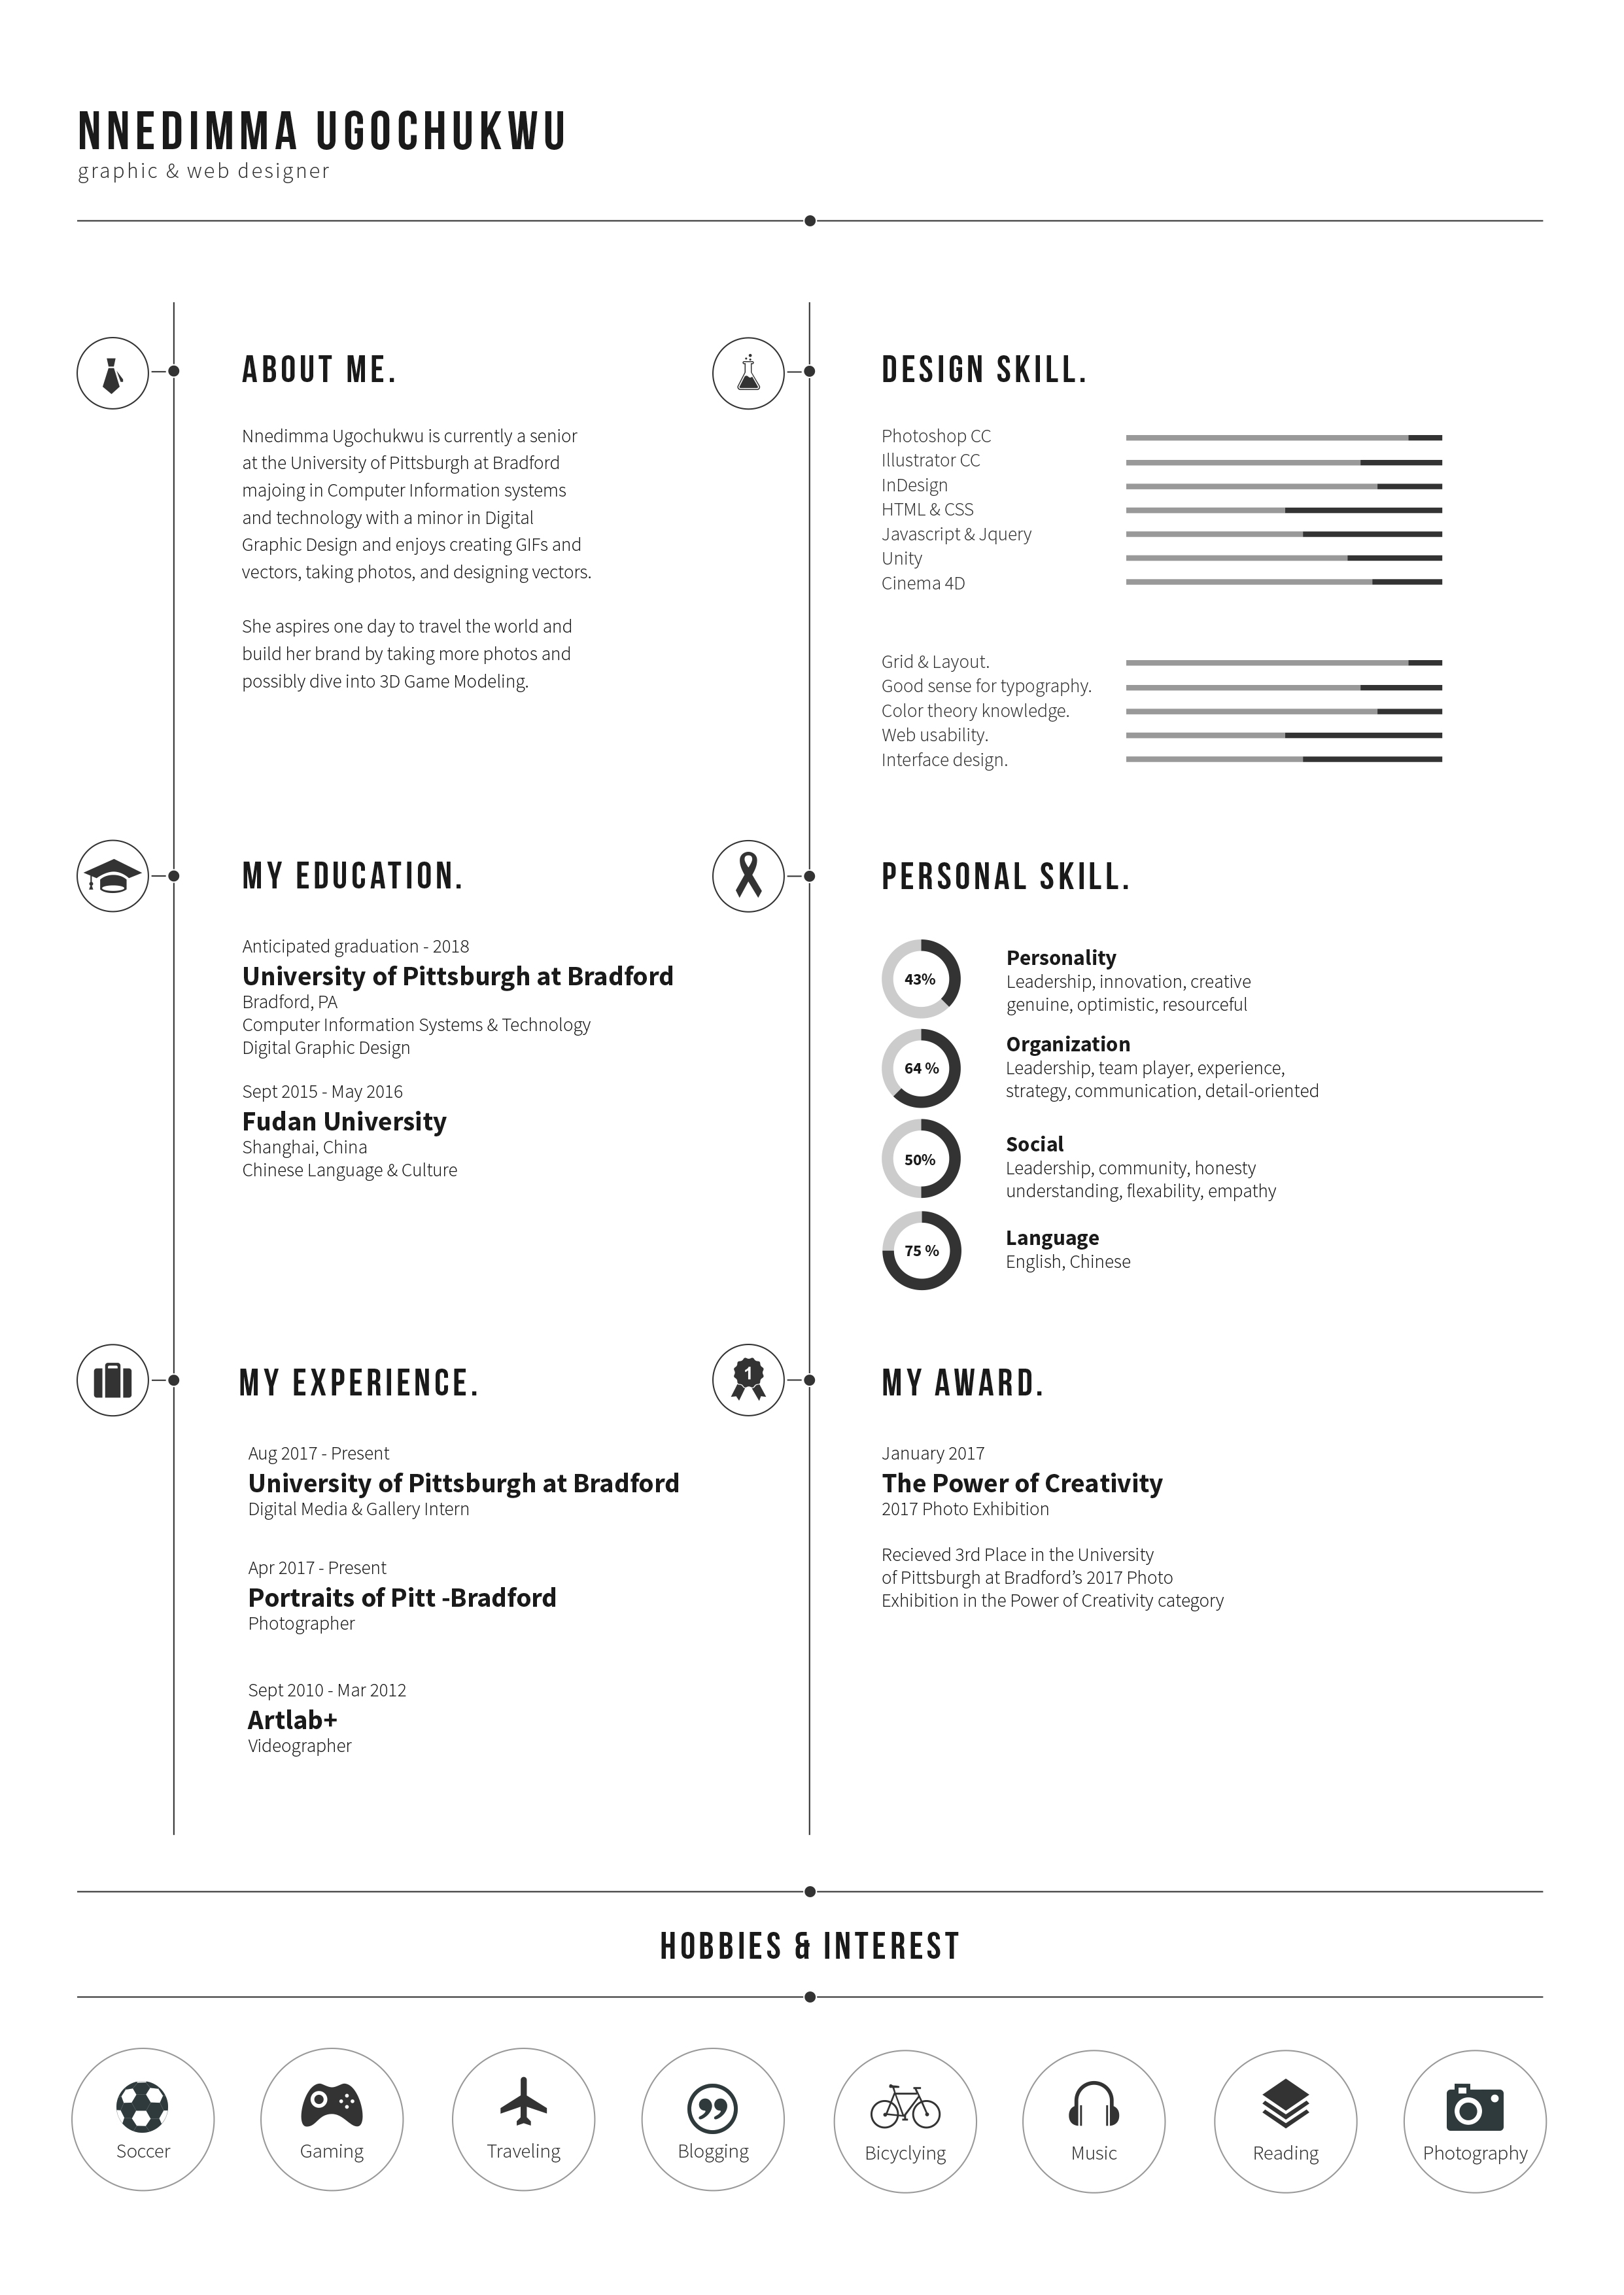 NNEDIMMA UGOCHUKWU
graphic & web designer
ABOUT ME.
Nnedimma Ugochukwu is currently a senior
at the University of Pittsburgh at Bradford
majoing in Computer Information systems
and technology with a minor in Digital
Graphic Design and enjoys creating GIFs and
vectors, taking photos, and designing vectors.
She aspires one day to travel the world and
build her brand by taking more photos and
possibly dive into 3D Game Modeling.
DESIGN SKILL.
Photoshop CC
Illustrator CC
InDesign
HTML & CSS
Javascript & Jquery
Unity
Cinema 4D
Grid & Layout.
Good sense for typography.
Color theory knowledge.
Web usability.
Interface design.
MY EDUCATION.
Anticipated graduation - 2018
University of Pittsburgh at Bradford
Bradford, PA
Computer Information Systems & Technology
Digital Graphic Design
Sept 2015 - May 2016
Fudan University
Shanghai, China
Chinese Language & Culture
PERSONAL SKILL.
43%
Personality
Leadership, innovation, creative
genuine, optimistic, resourceful
64 %
Organization
Leadership, team player, experience,
strategy, communication, detail-oriented
50%
Social
Leadership, community, honesty
understanding, flexability, empathy
75 %
Language
English, Chinese
MY EXPERIENCE.
Aug 2017 - Present
University of Pittsburgh at Bradford
Digital Media & Gallery Intern
Apr 2017 - Present
Portraits of Pitt -Bradford
Photographer
Sept 2010 - Mar 2012
Artlab+
Videographer
1
MY AWARD.
January 2017
The Power of Creativity
2017 Photo Exhibition
Recieved 3rd Place in the University
of Pittsburgh at Bradford’s 2017 Photo
Exhibition in the Power of Creativity category
HOBBIES & INTEREST
Soccer
Gaming
Traveling
Blogging
Bicyclying
Music
Reading
Photography